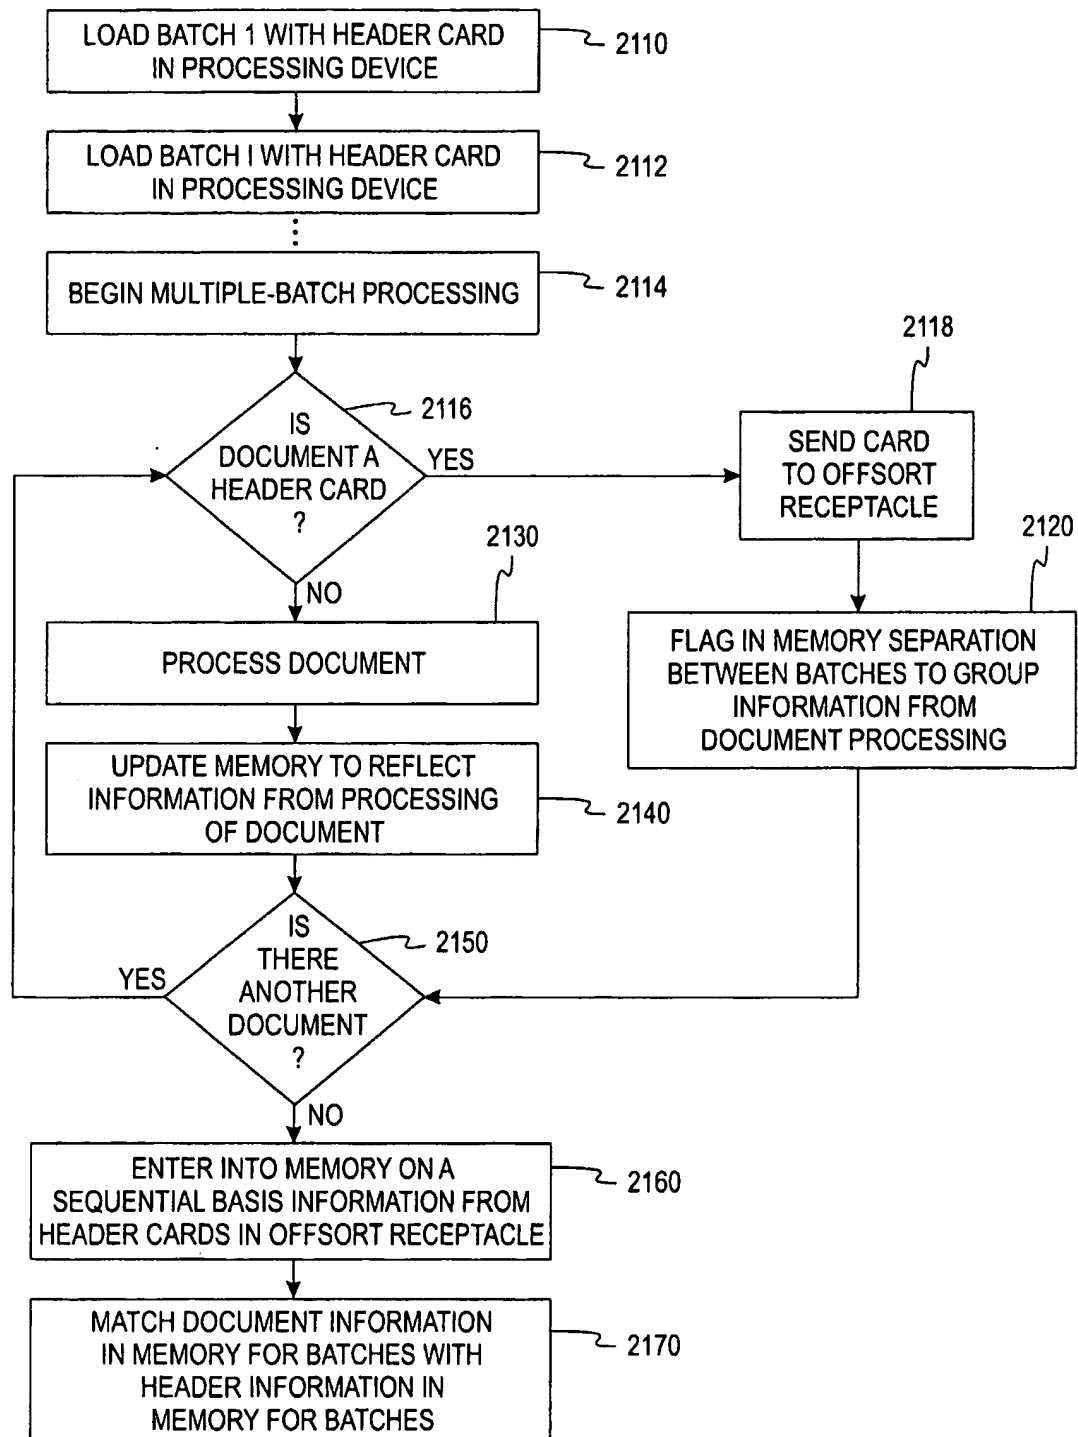 LOAD BATCH 1 WITH HEADER CARD
IN PROCESSING DEVICE
2110
LOAD BATCH I WITH HEADER CARD
IN PROCESSING DEVICE
2112
BEGIN MULTIPLE-BATCH PROCESSING
2114
IS
DOCUMENT A
HEADER CARD
?
2116
YES
NO
SEND CARD
TO OFFSORT
RECEPTACLE
2118
FLAG IN MEMORY SEPARATION
BETWEEN BATCHES TO GROUP
INFORMATION FROM
DOCUMENT PROCESSING
2120
PROCESS DOCUMENT
2130
UPDATE MEMORY TO REFLECT
INFORMATION FROM PROCESSING
OF DOCUMENT
2140
IS
THERE
ANOTHER
DOCUMENT
?
2150
YES
NO
ENTER INTO MEMORY ON A
SEQUENTIAL BASIS INFORMATION FROM
HEADER CARDS IN OFFSORT RECEPTACLE
2160
MATCH DOCUMENT INFORMATION
IN MEMORY FOR BATCHES WITH
HEADER INFORMATION IN
MEMORY FOR BATCHES
2170